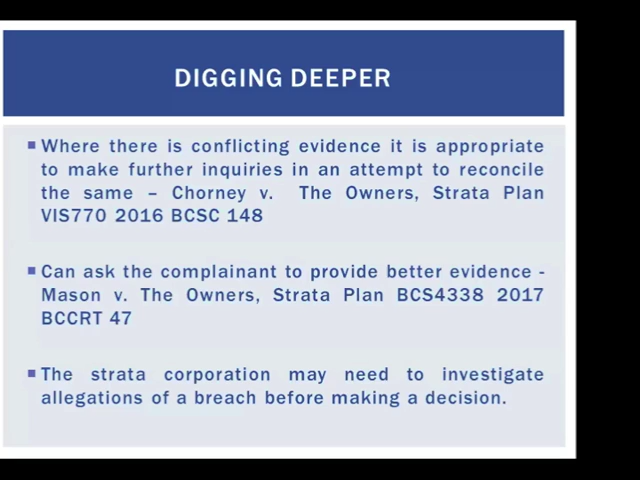 DIGGING DEEPER
▪ Where there is conflicting evidence it is appropriate
to make further inquiries in an attempt to reconcile
the same – Chorney v. The Owners, Strata Plan
VIS770 2016 BCSC 148
▪ Can ask the complainant to provide better evidence -
Mason v. The Owners, Strata Plan BCS4338 2017
BCCRT 47
▪ The strata corporation may need to investigate
allegations of a breach before making a decision.